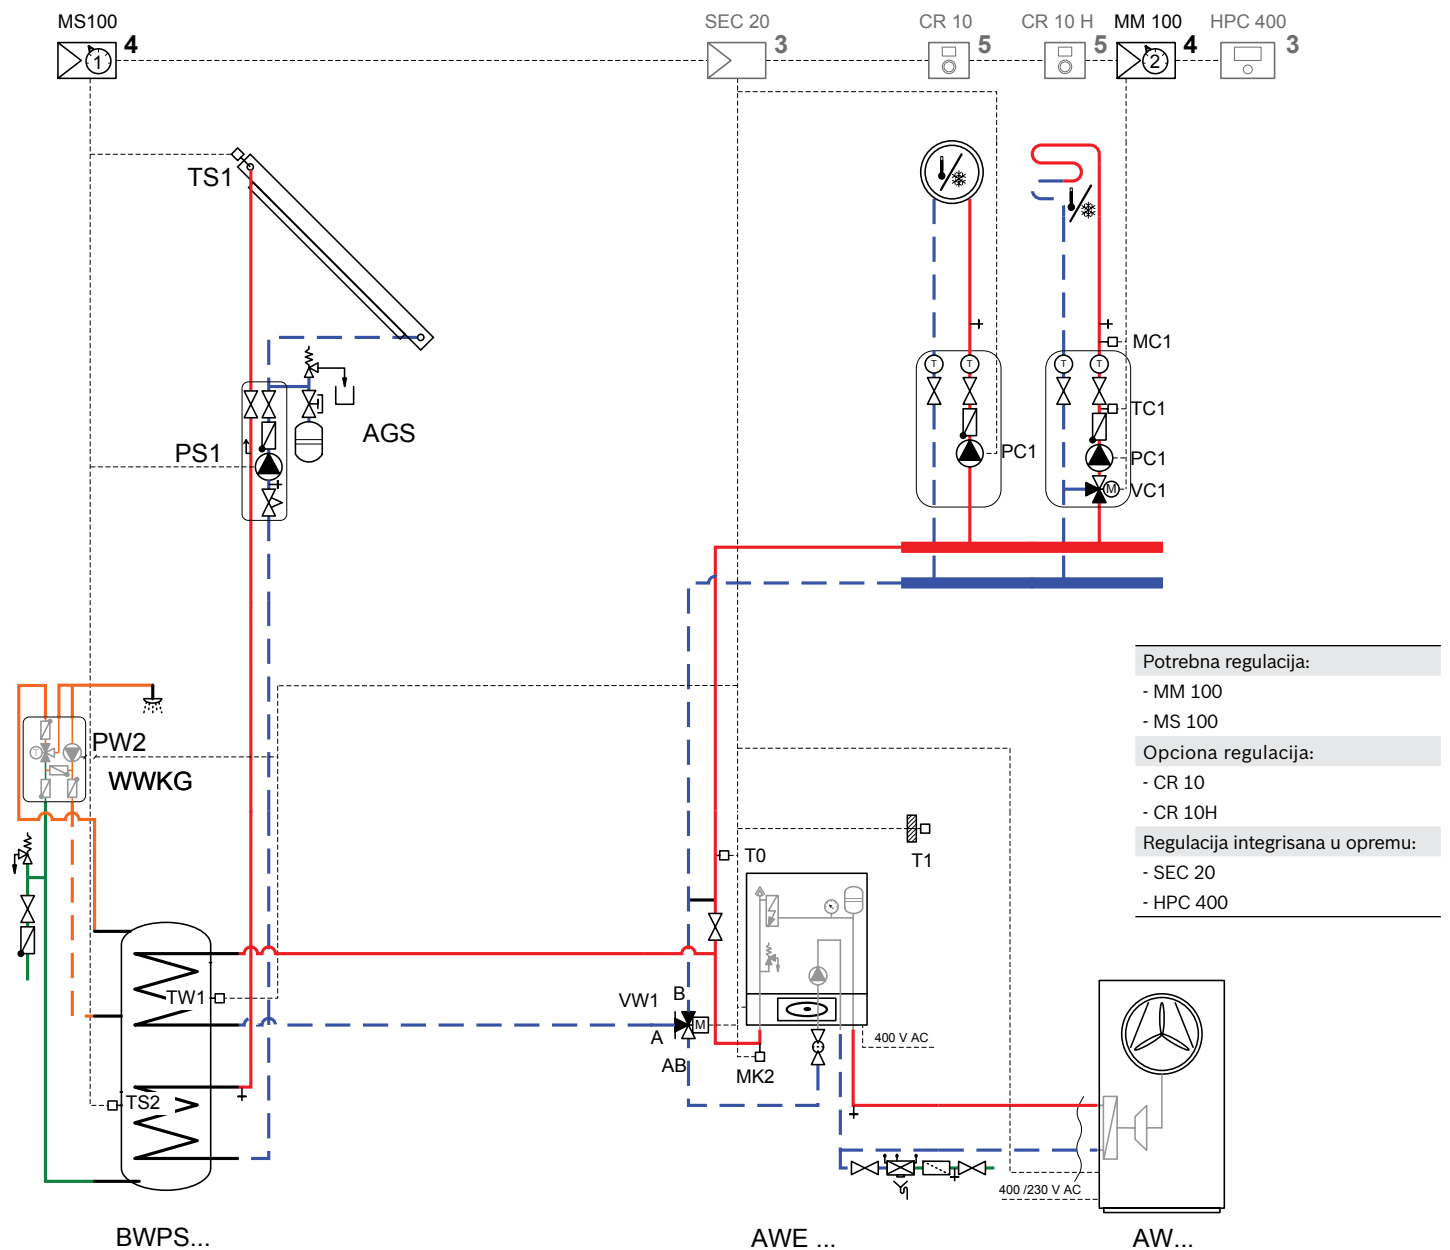 MS100
SEC 20
CR 10
CR 10 H
MM 100
HPC 400
4
3
5
5
4
3
1
2
TS1
MC1
T
T
T
T
TC1
AGS
PS1
PC1
PC1
M
VC1
Potrebna regulacija:
- MM 100
- MS 100
Opciona regulacija:
- CR 10
- CR 10H
Regulacija integrisana u opremu:
- SEC 20
- HPC 400
PW2
T
WWKG
T0
T1
TW1
VW1
B
M
A
AB
MK2
400 V AC
TS2
400 /230 V AC
BWPS...
AWE ...
AW...